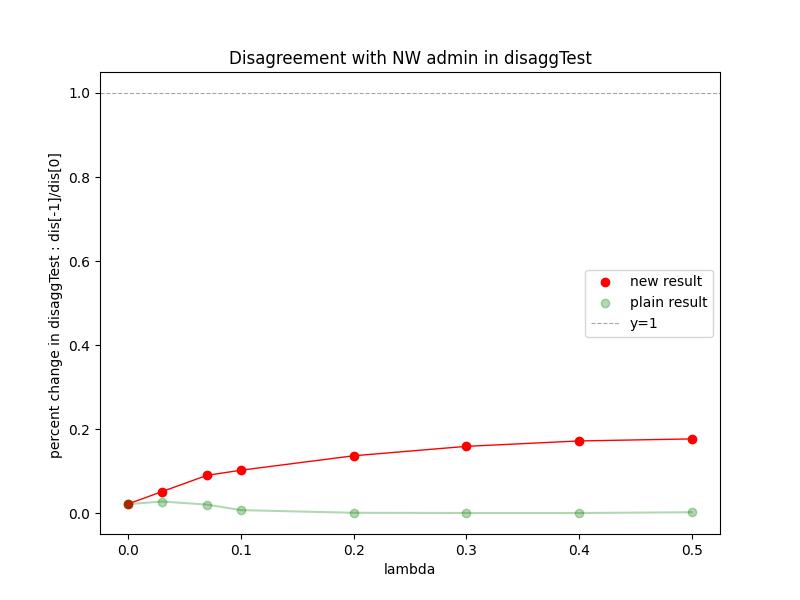 Disagreement with NW admin in disaggTest
percent change in disaggTest : dis[-1]/dis[0]
1.0
0.8
0.6
0.4
0.2
0.0
new result
plain result
y=1
0.0 0.1 0.2 0.3 0.4 0.5
lambda